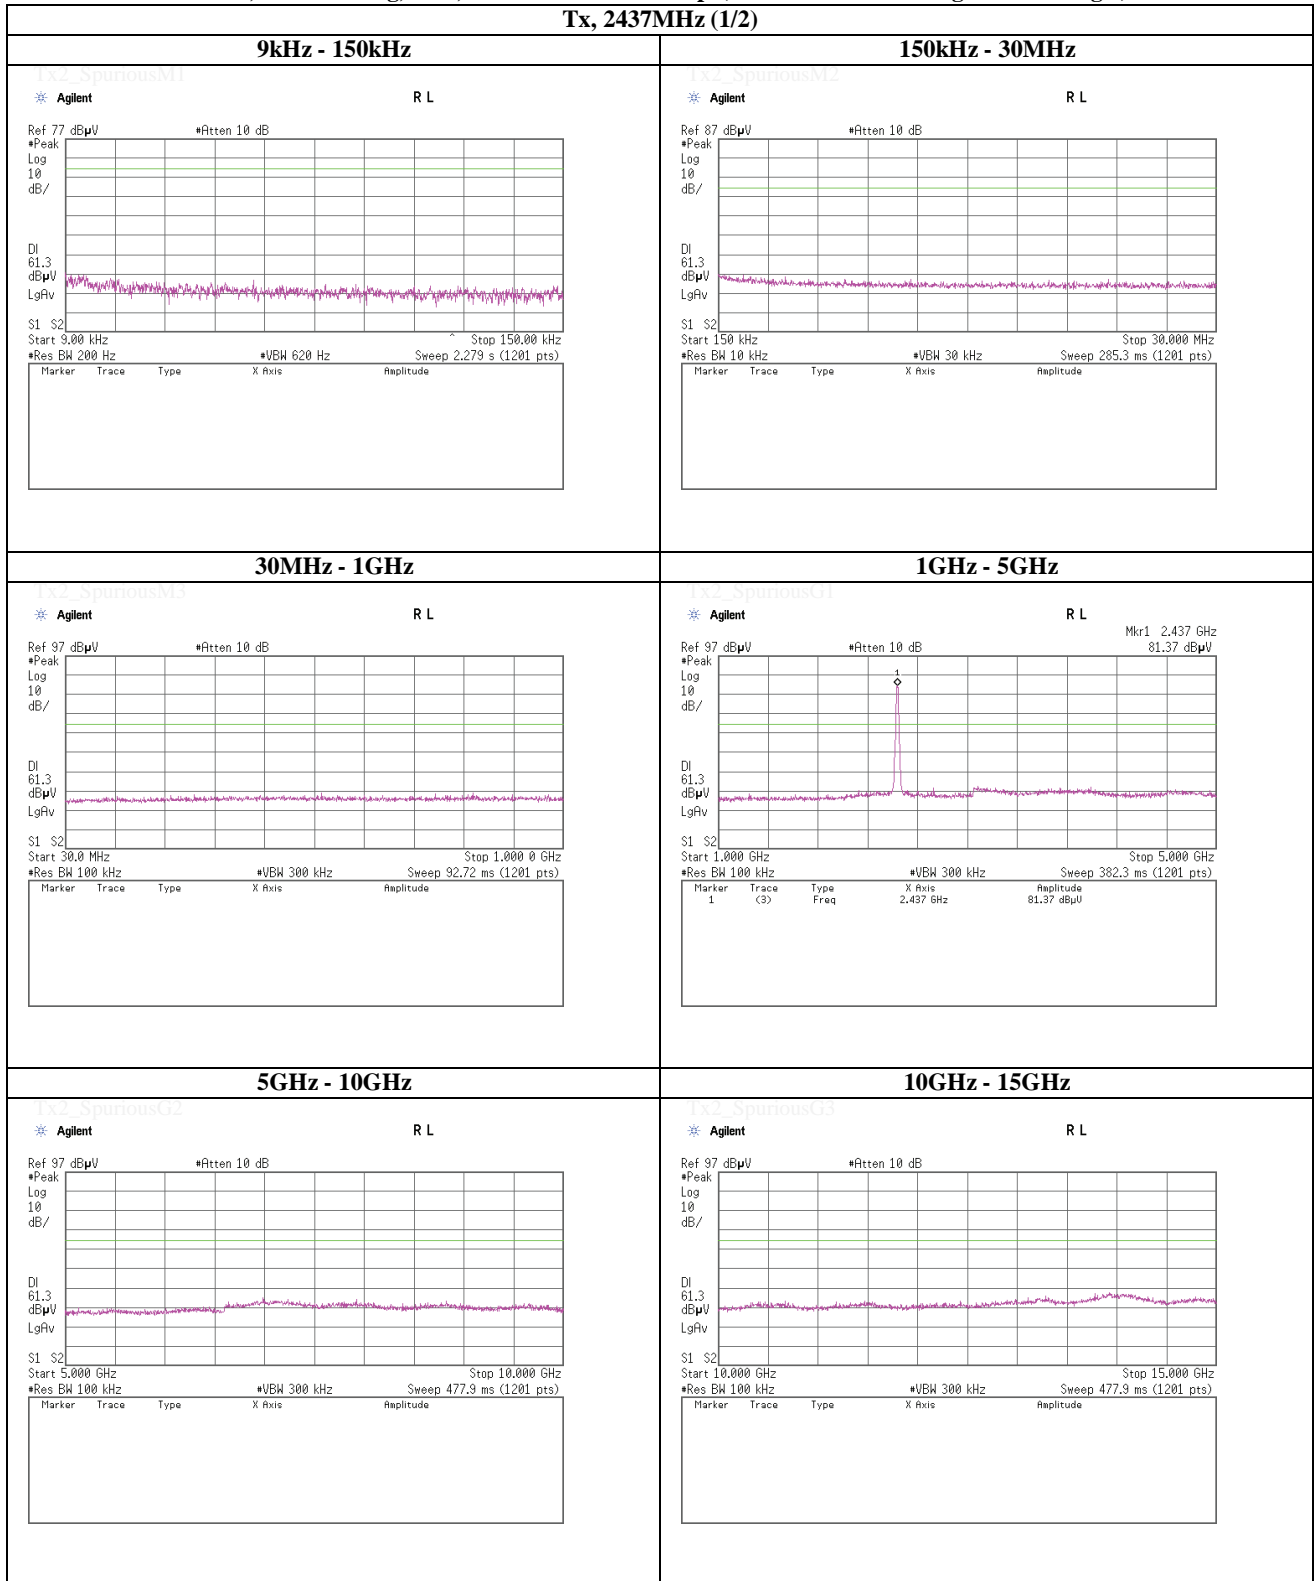 Tx, 2437MHz (1/2)
9kHz - 150kHz
150kHz - 30MHz
Tx2_SpuriousM1
Agilent
R L
Ref 77 dBµV
#Atten 10 dB
#Peak
Log
10
dB/
DI
61.3
dBµV
LgAv
S1 S2
Start 9.00 kHz
^
Stop 150.00 kHz
#Res BW 200 Hz
#VBW 620 Hz
Sweep 2.279 s (1201 pts)
Marker Trace Type X Axis Amplitude
Tx2_SpuriousM2
Agilent
R L
Ref 87 dBµV
#Atten 10 dB
#Peak
Log
10
dB/
DI
61.3
dBµV
LgAv
S1 S2
Start 150 kHz
Stop 30.000 MHz
#Res BW 10 kHz
#VBW 30 kHz
Sweep 285.3 ms (1201 pts)
Marker Trace Type X Axis Amplitude
30MHz - 1GHz
1GHz - 5GHz
Tx2_SpuriousM3
Agilent
R L
Ref 97 dBµV
#Atten 10 dB
#Peak
Log
10
dB/
DI
61.3
dBµV
LgAv
S1 S2
Start 30.0 MHz
Stop 1.000 0 GHz
#Res BW 100 kHz
#VBW 300 kHz
Sweep 92.72 ms (1201 pts)
Marker Trace Type X Axis Amplitude
Tx2_SpuriousG1
Agilent
R L
Mkr1 2.437 GHz
Ref 97 dBµV
#Atten 10 dB
81.37 dBµV
#Peak
Log
10
dB/
1
DI
61.3
dBµV
LgAv
S1 S2
Start 1.000 GHz
Stop 5.000 GHz
#Res BW 100 kHz
#VBW 300 kHz
Sweep 382.3 ms (1201 pts)
Marker Trace Type X Axis Amplitude
1 (3) Freq 2.437 GHz 81.37 dBµV
5GHz - 10GHz
10GHz - 15GHz
Tx2_SpuriousG2
Agilent
R L
Ref 97 dBµV
#Atten 10 dB
#Peak
Log
10
dB/
DI
61.3
dBµV
LgAv
S1 S2
Start 5.000 GHz
Stop 10.000 GHz
#Res BW 100 kHz
#VBW 300 kHz
Sweep 477.9 ms (1201 pts)
Marker Trace Type X Axis Amplitude
Tx2_SpuriousG3
Agilent
R L
Ref 97 dBµV
#Atten 10 dB
#Peak
Log
10
dB/
DI
61.3
dBµV
LgAv
S1 S2
Start 10.000 GHz
Stop 15.000 GHz
#Res BW 100 kHz
#VBW 300 kHz
Sweep 477.9 ms (1201 pts)
Marker Trace Type X Axis Amplitude